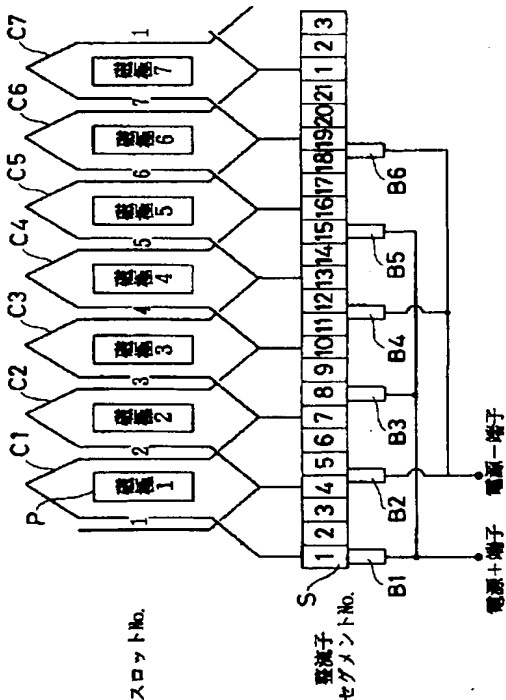 C1 C2 C3 C4 C5 C6 C7
P
磁極1 磁極2 磁極3 磁極4 磁極5 磁極6 磁極7
スロットNo.
1 2 3 4 5 6 7 1
整流子
セグメントNo.
S
1 2 3 4 5 6 7 8 9 10 11 12 13 14 15 16 17 18 19 20 21 1 2 3
B1 B2 B3 B4 B5 B6
電源+端子
電源−端子